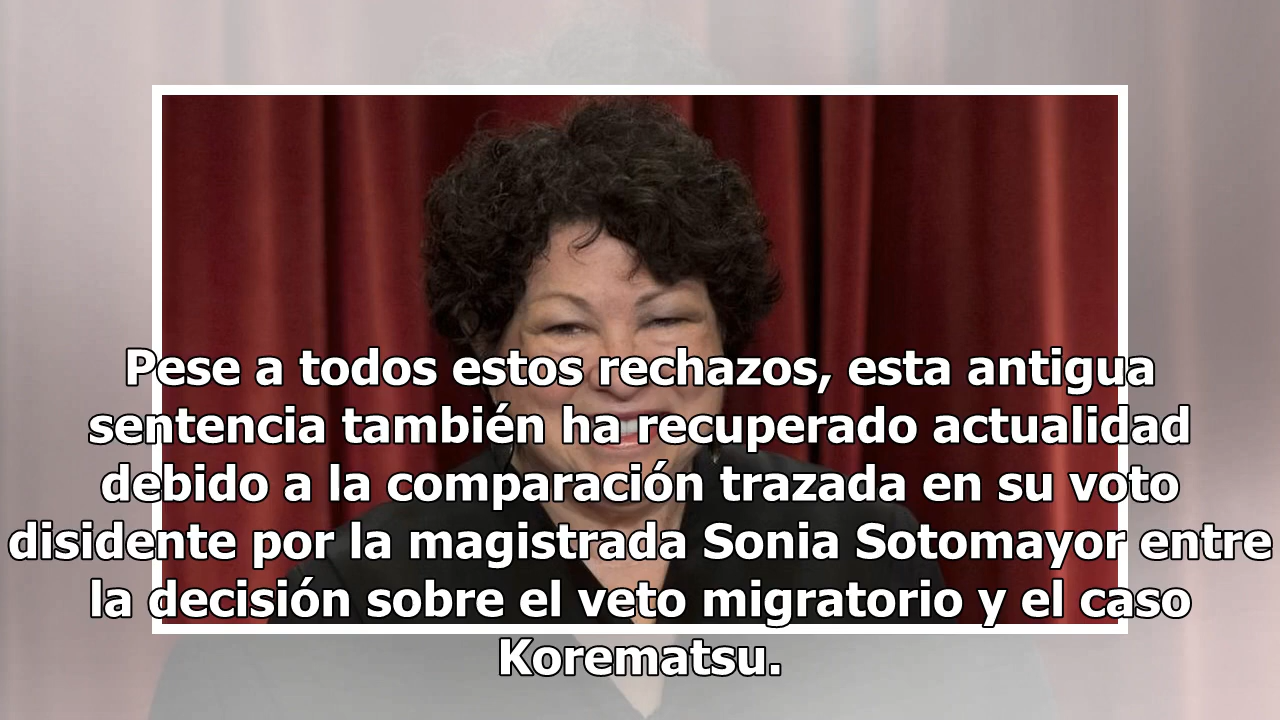 Pese a todos estos rechazos, esta antigua
sentencia también ha recuperado actualidad
debido a la comparación trazada en su voto
disidente por la magistrada Sonia Sotomayor entre
la decisión sobre el veto migratorio y el caso
Korematsu.